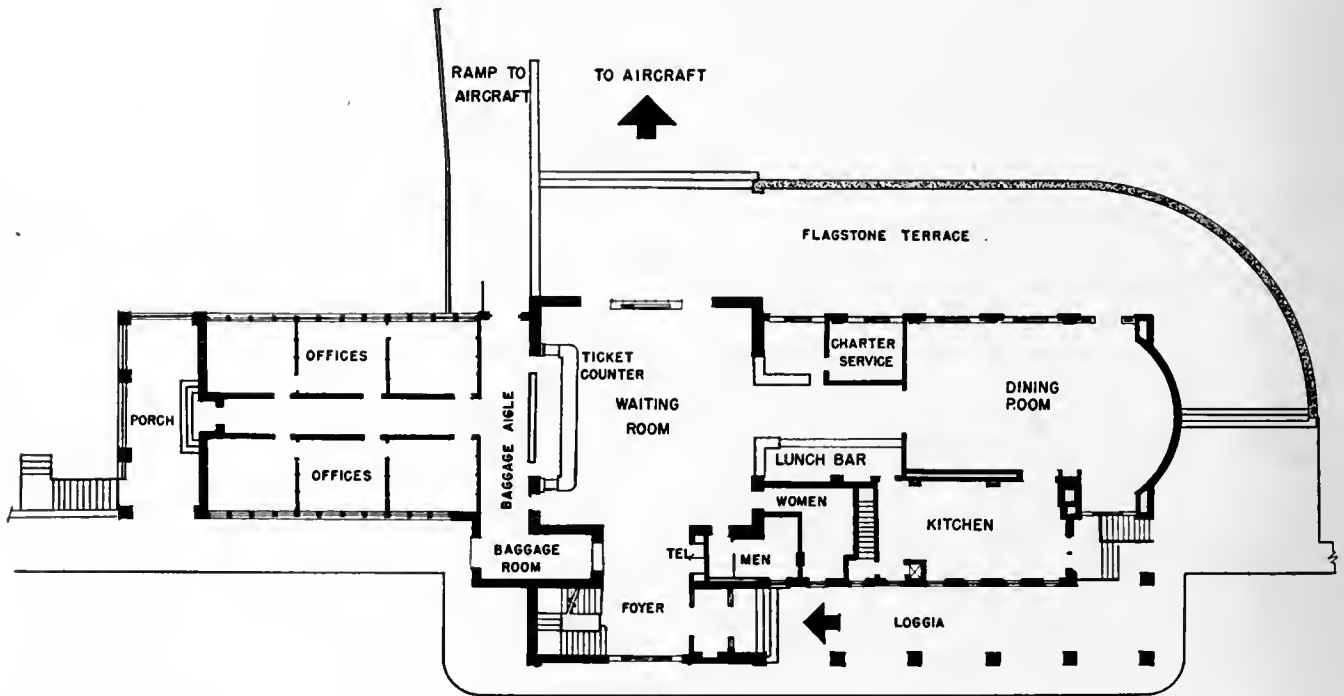 RAMP TO
AIRCRAFT
TO AIRCRAFT
FLAGSTONE TERRACE
OFFICES
TICKET
COUNTER
CHARTER
SERVICE
WAITING
ROOM
DINING
ROOM
PORCH
BAGGAGE AIGLE
OFFICES
LUNCH BAR
WOMEN
KITCHEN
BAGGAGE
ROOM
TEL
MEN
FOYER
LOGGIA